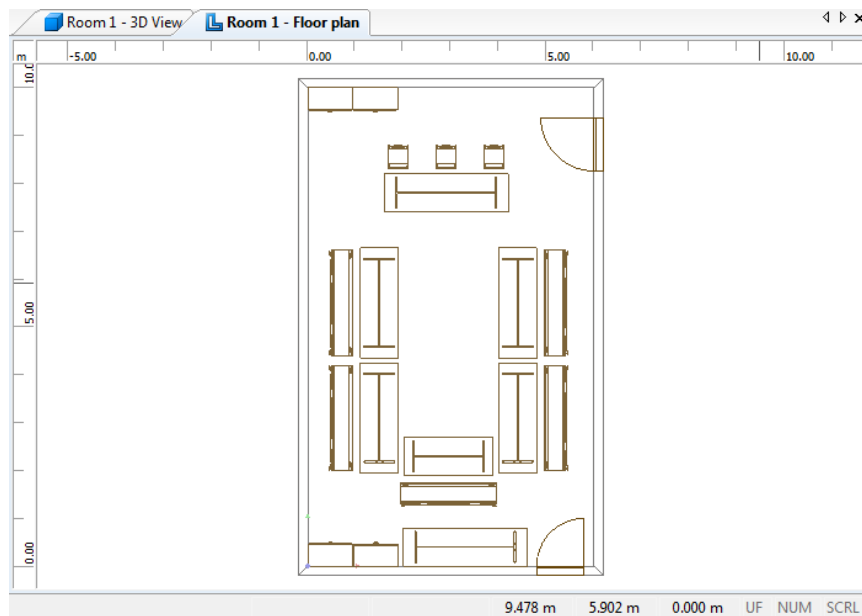 Room 1 - 3D View Room 1 - Floor plan
m -5.00 0.00 5.00 10.00
10.0
5.00
0.00
9.478 m 5.902 m 0.000 m UF NUM SCRL